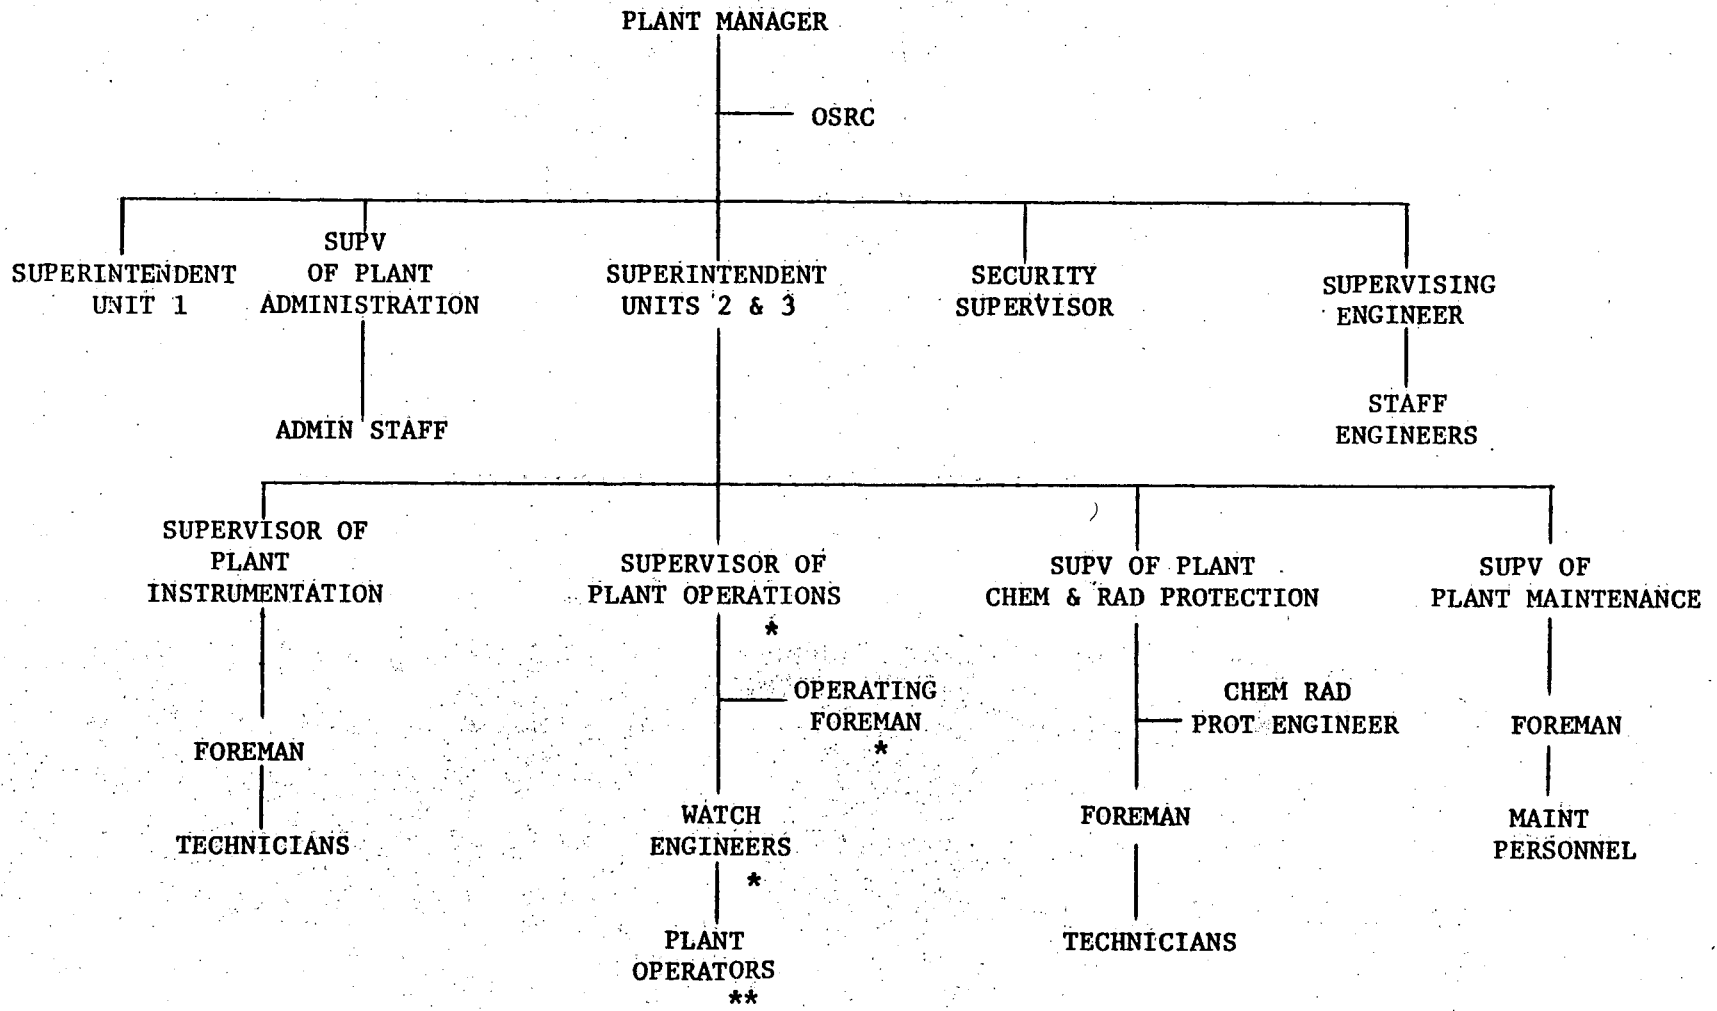 PLANT MANAGER
OSRC
SUPERINTENDENT
UNIT 1
SUPV
OF PLANT
ADMINISTRATION
SUPERINTENDENT
UNITS 2 & 3
SECURITY
SUPERVISOR
SUPERVISING
ENGINEER
ADMIN STAFF
STAFF
ENGINEERS
SUPERVISOR OF
PLANT
INSTRUMENTATION
SUPERVISOR OF
PLANT OPERATIONS
*
SUPV OF PLANT
CHEM & RAD PROTECTION
SUPV OF
PLANT MAINTENANCE
OPERATING
FOREMAN
*
CHEM RAD
PROT ENGINEER
FOREMAN
FOREMAN
TECHNICIANS
WATCH
ENGINEERS
*
FOREMAN
MAINT
PERSONNEL
PLANT
OPERATORS
**
TECHNICIANS